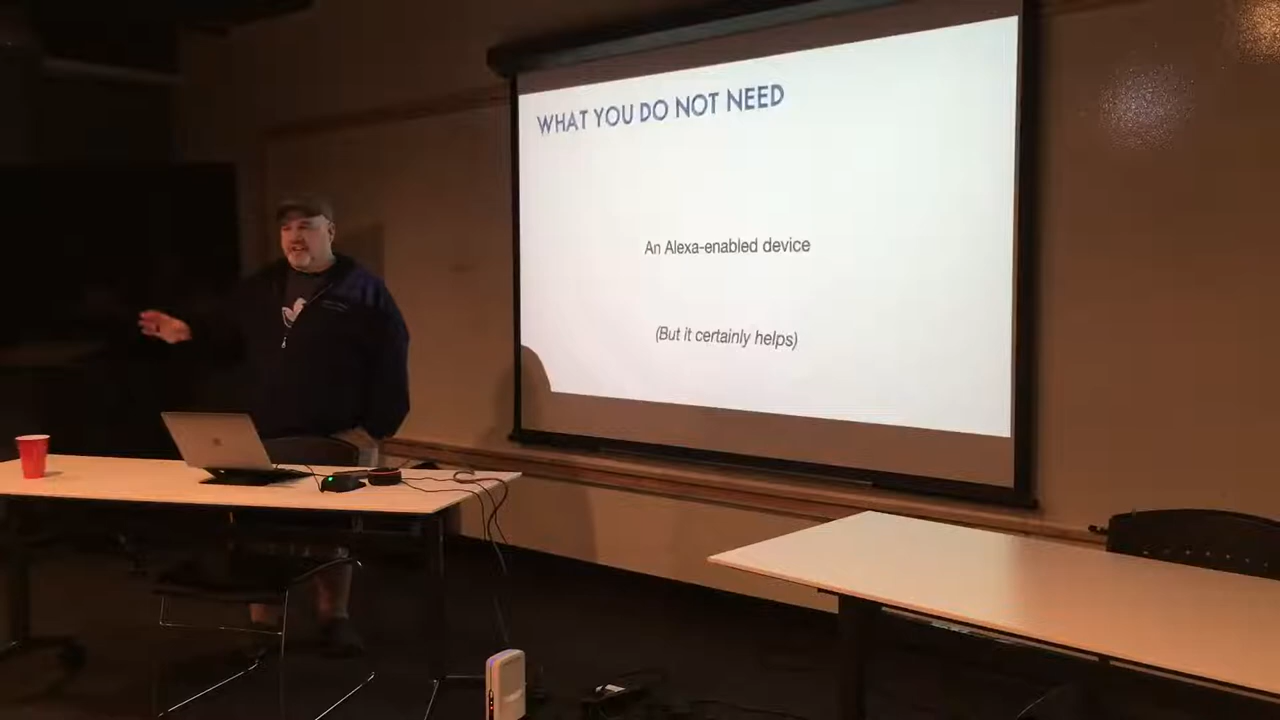 WHAT YOU DO NOT NEED
An Alexa-enabled device
(But it certainly helps)